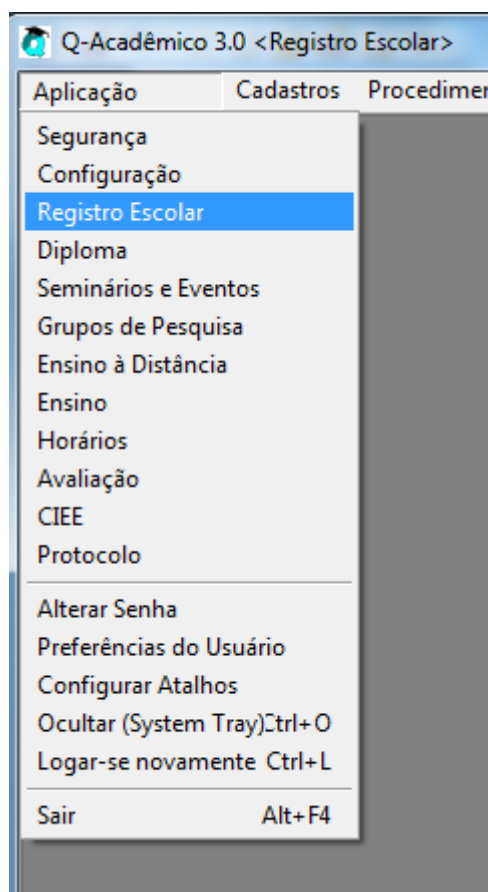 Q-Acadêmico 3.0 <Registro Escolar>
Aplicação Cadastros Procedimer
Segurança
Configuração
Registro Escolar
Diploma
Seminários e Eventos
Grupos de Pesquisa
Ensino à Distância
Ensino
Horários
Avaliação
CIEE
Protocolo
Alterar Senha
Preferências do Usuário
Configurar Atalhos
Ocultar (System Tray) Ctrl+O
Logar-se novamente Ctrl+L
Sair Alt+F4